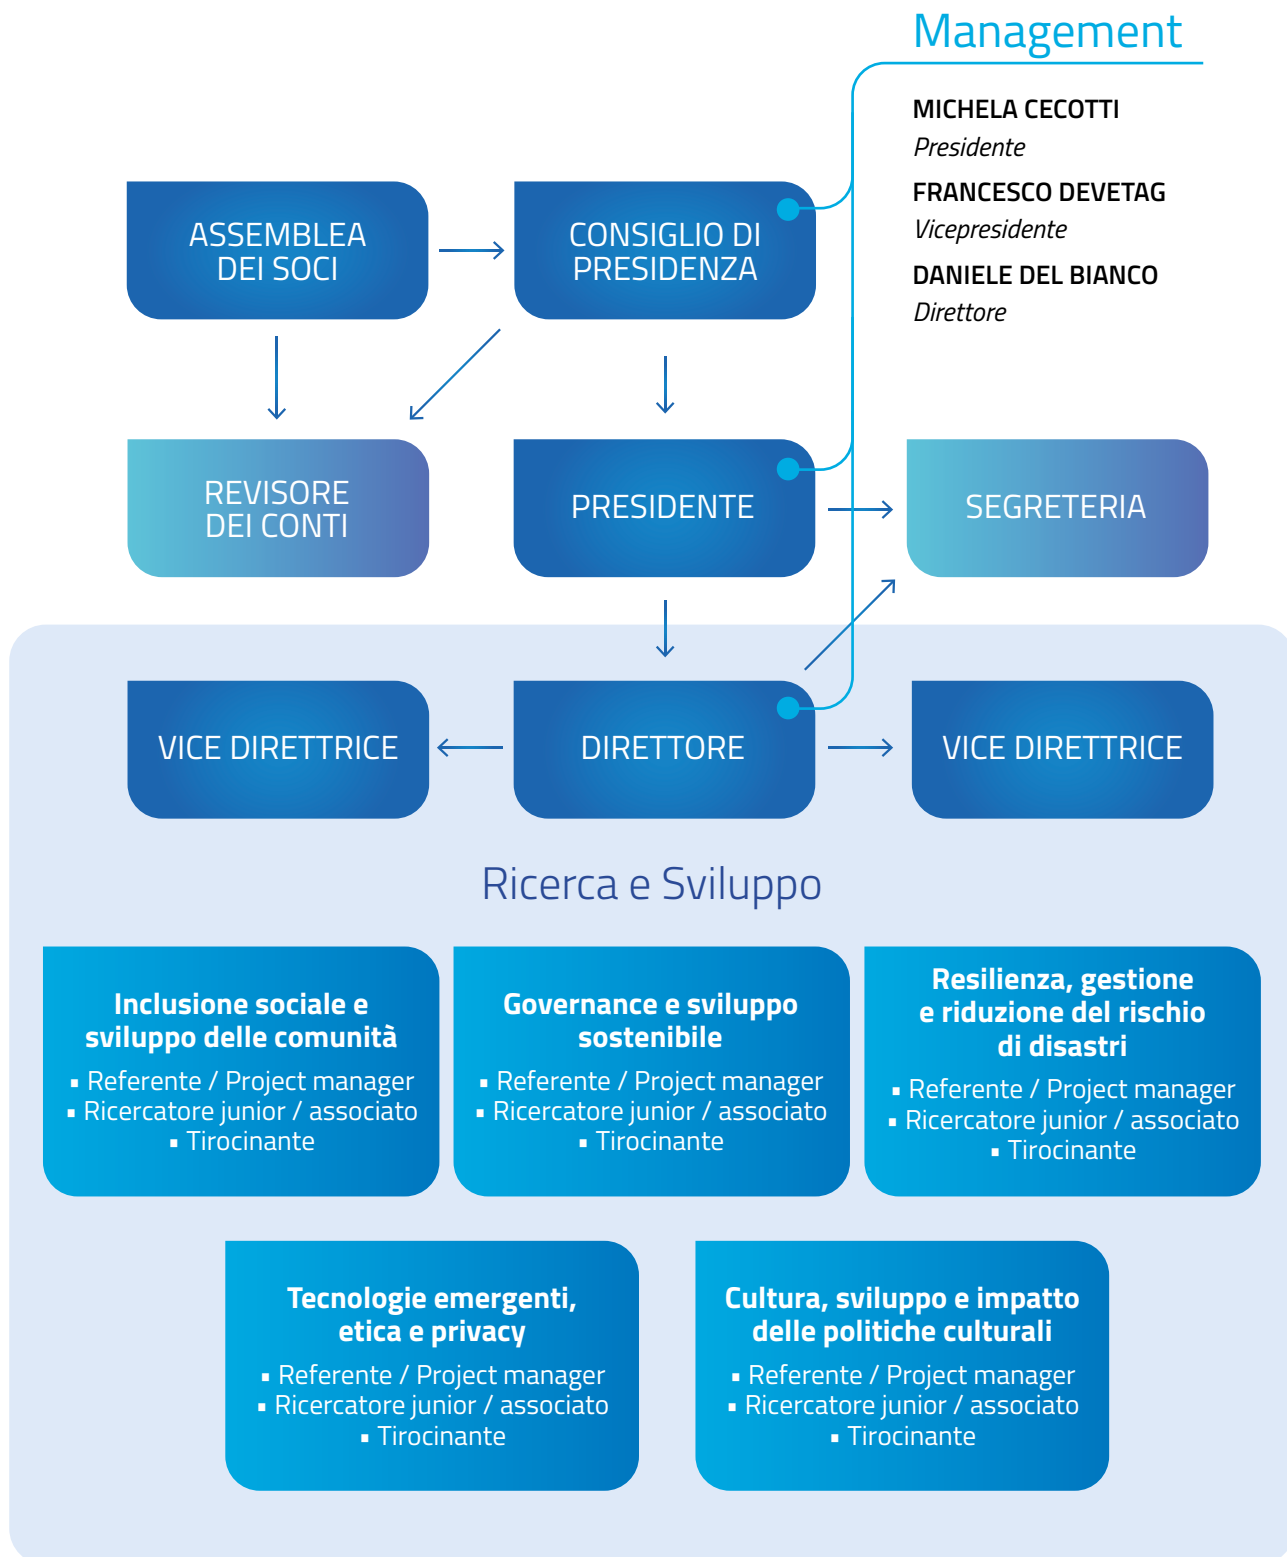 Management
MICHELA CECOTTI
Presidente
FRANCESCO DEVETAG
Vicepresidente
DANIELE DEL BIANCO
Direttore
ASSEMBLEA
DEI SOCI
CONSIGLIO DI
PRESIDENZA
REVISORE
DEI CONTI
PRESIDENTE
SEGRETERIA
VICE DIRETTRICE
DIRETTORE
VICE DIRETTRICE
Ricerca e Sviluppo
Inclusione sociale e
sviluppo delle comunità
▪ Referente / Project manager
▪ Ricercatore junior / associato
▪ Tirocinante
Governance e sviluppo
sostenibile
▪ Referente / Project manager
▪ Ricercatore junior / associato
▪ Tirocinante
Resilienza, gestione
e riduzione del rischio
di disastri
▪ Referente / Project manager
▪ Ricercatore junior / associato
▪ Tirocinante
Tecnologie emergenti,
etica e privacy
▪ Referente / Project manager
▪ Ricercatore junior / associato
▪ Tirocinante
Cultura, sviluppo e impatto
delle politiche culturali
▪ Referente / Project manager
▪ Ricercatore junior / associato
▪ Tirocinante